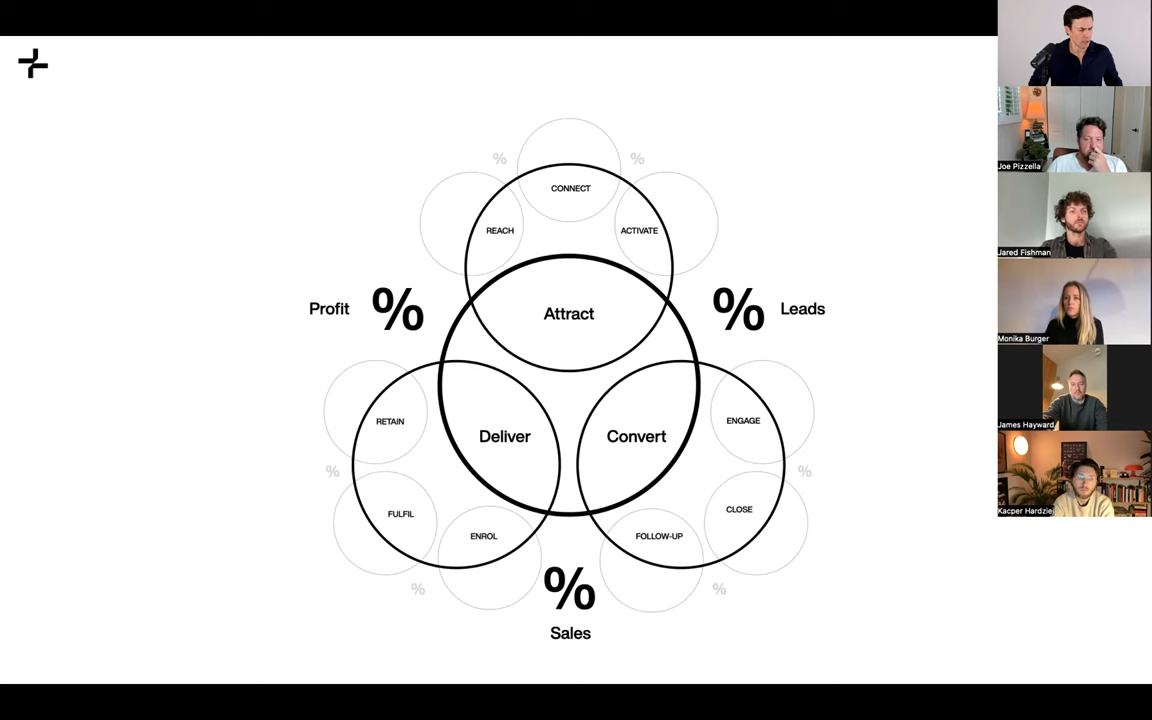 %
%
CONNECT
REACH
ACTIVATE
Profit
%
Attract
%
Leads
RETAIN
Deliver
Convert
ENGAGE
%
%
FULFIL
CLOSE
ENROL
FOLLOW-UP
%
%
%
Sales
Joe Pizzella
Jared Fishman
Monika Burger
James Hayward
Kacper Hardziej